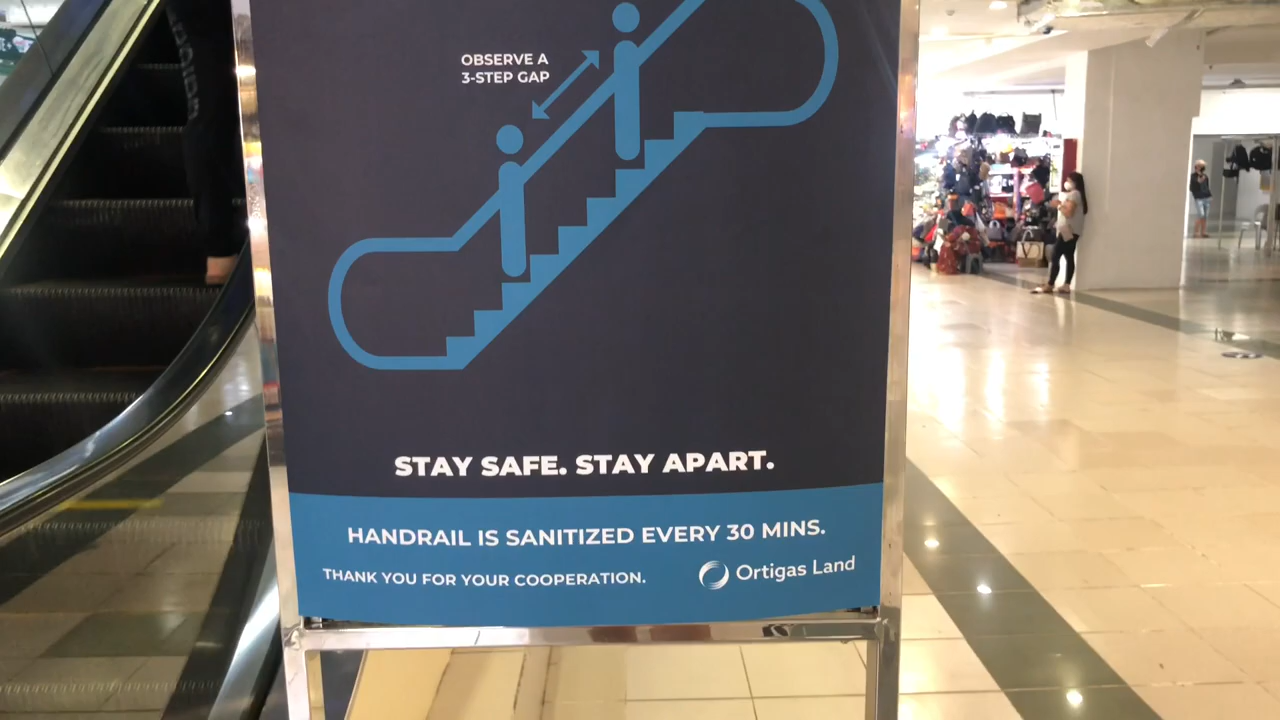 OBSERVE A
3-STEP GAP
STAY SAFE. STAY APART.
HANDRAIL IS SANITIZED EVERY 30 MINS.
THANK YOU FOR YOUR COOPERATION.
Ortigas Land